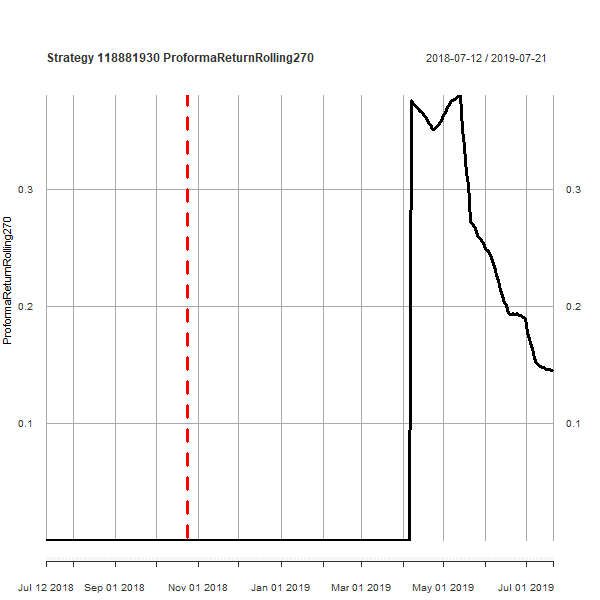 Strategy 118881930 ProformaReturnRolling270
2018-07-12 / 2019-07-21
ProformaReturnRolling270
0.3
0.3
0.2
0.2
0.1
0.1
Jul 12 2018
Sep 01 2018
Nov 01 2018
Jan 01 2019
Mar 01 2019
May 01 2019
Jul 01 2019